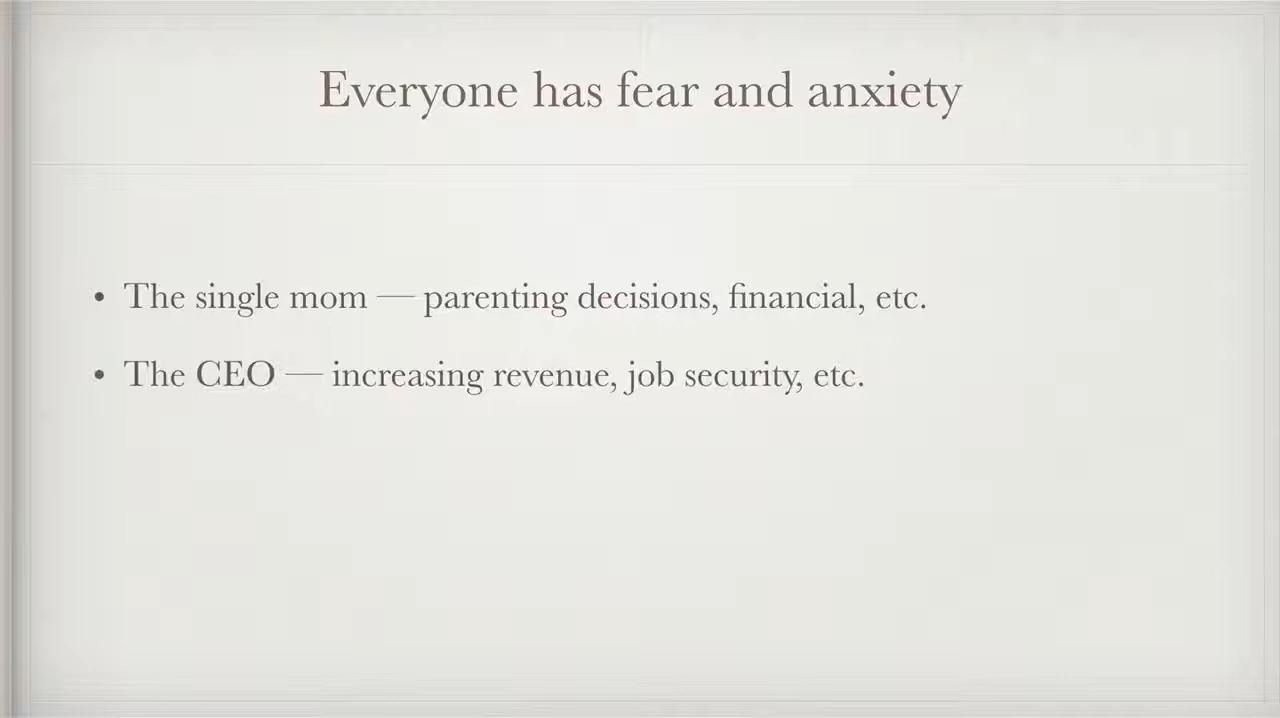 Everyone has fear and anxiety
• The single mom — parenting decisions, financial, etc.
• The CEO — increasing revenue, job security, etc.